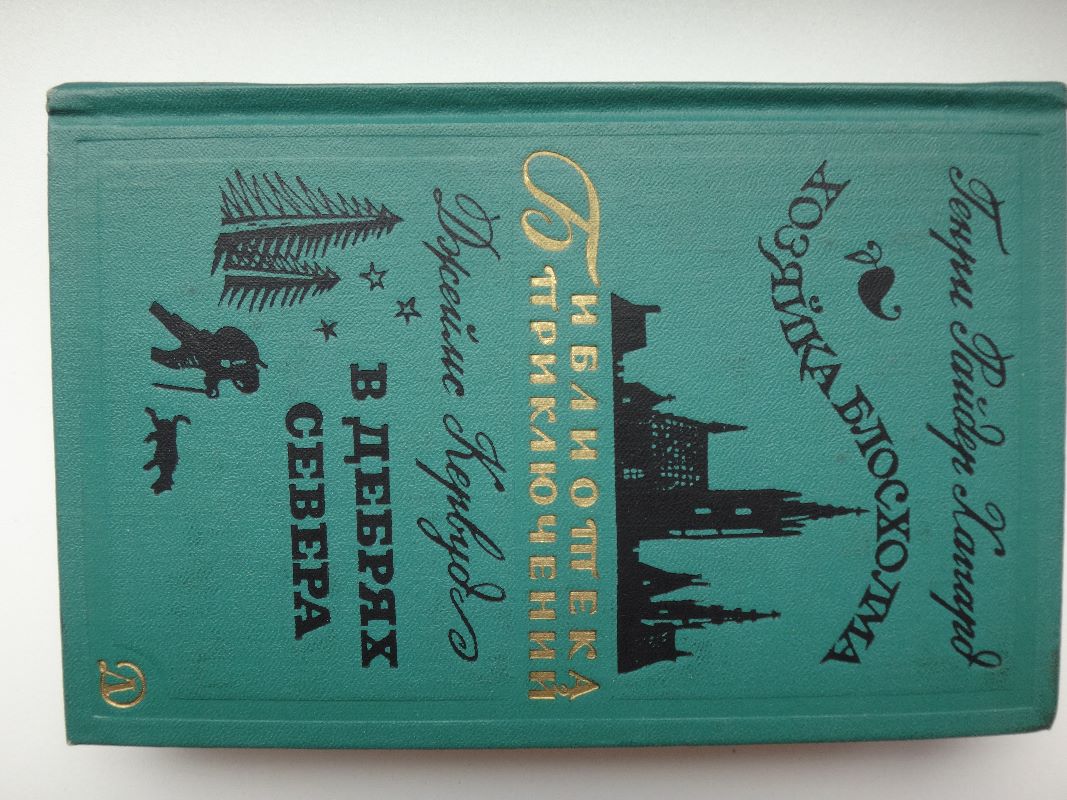 Генри Райдер Хаггард
ХОЗЯЙКА БЛОСХОЛМА
БИБЛИОТЕКА
ПРИКЛЮЧЕНИЙ
Джеймс Кервуд
В ДЕБРЯХ
СЕВЕРА
Д Л